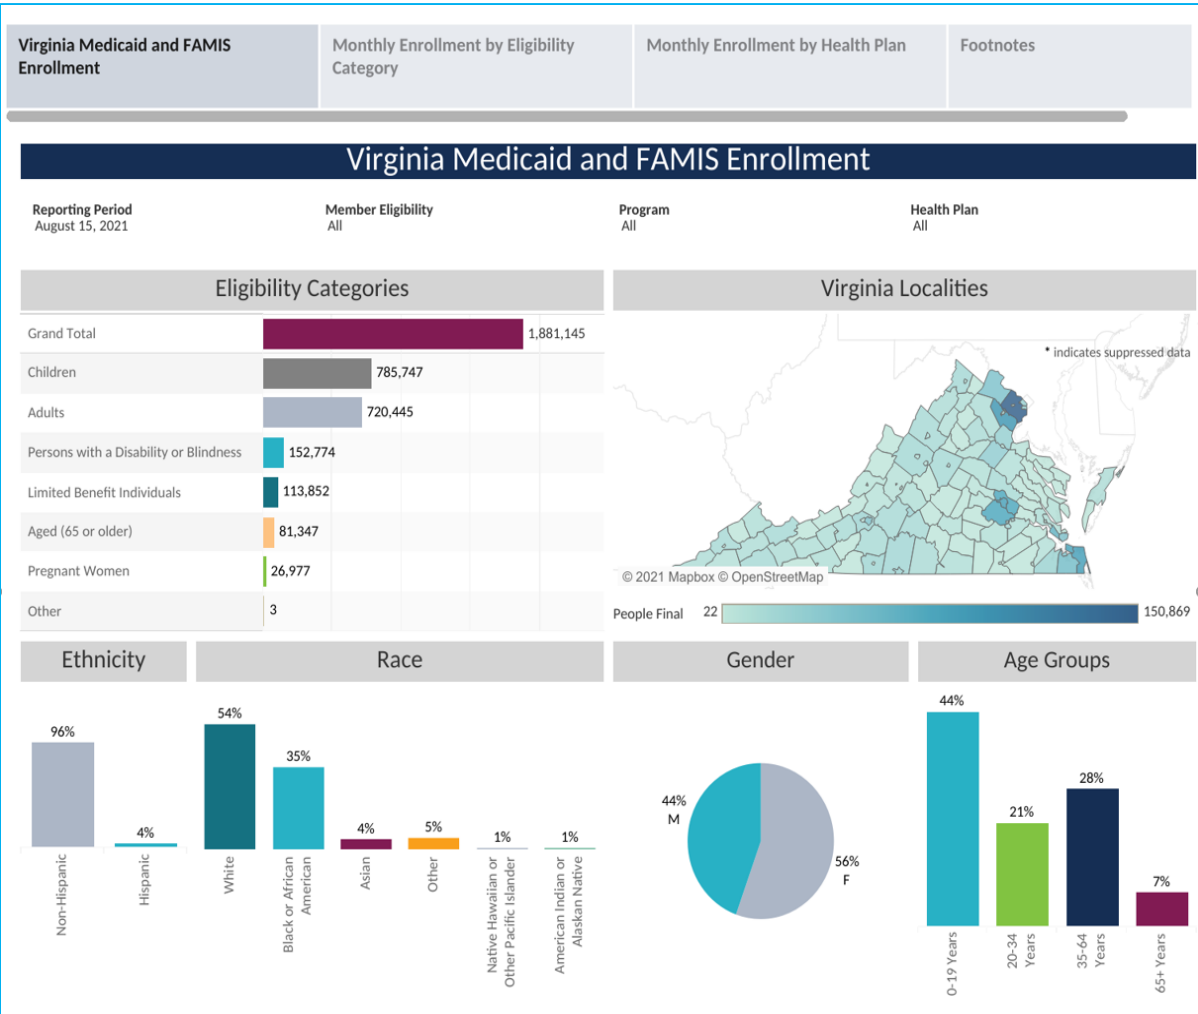 Virginia Medicaid and FAMIS
Enrollment
Monthly Enrollment by Eligibility
Category
Monthly Enrollment by Health Plan
Footnotes
Virginia Medicaid and FAMIS Enrollment
Reporting Period
August 15, 2021
Member Eligibility
All
Program
All
Health Plan
All
Eligibility Categories
Grand Total 1,881,145
Children 785,747
Adults 720,445
Persons with a Disability or Blindness 152,774
Limited Benefit Individuals 113,852
Aged (65 or older) 81,347
Pregnant Women 26,977
Other 3
Virginia Localities
* indicates suppressed data
© 2021 Mapbox © OpenStreetMap
People Final 22 150,869
Ethnicity
96%
4%
Non-Hispanic
Hispanic
Race
54%
35%
4%
5%
1%
1%
White
Black or African
American
Asian
Other
Native Hawaiian or
Other Pacific Islander
American Indian or
Alaskan Native
Gender
44%
M
56%
F
Age Groups
44%
21%
28%
7%
0-19 Years
20-34
Years
35-64
Years
65+ Years